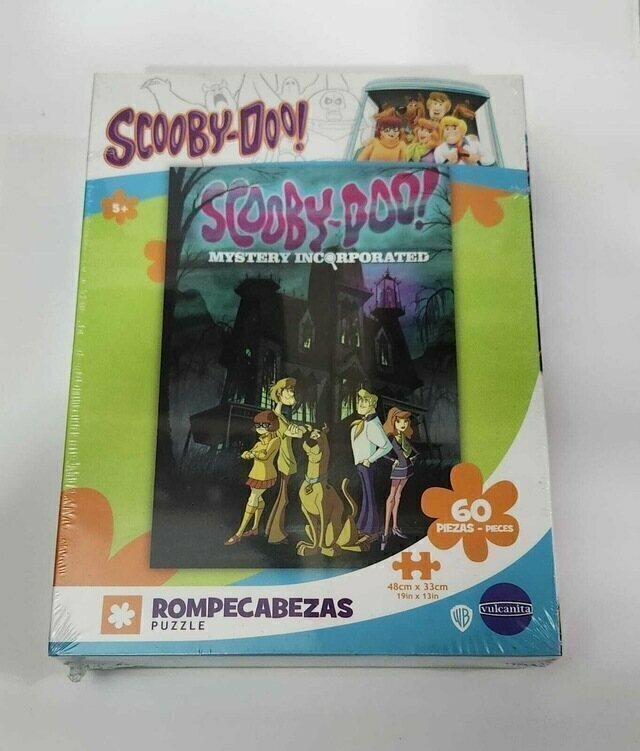 SCOOBY-DOO!
5+
SCOOBY-DOO!
MYSTERY INCORPORATED
60
PIEZAS - PIECES
48cm x 33cm
19in x 13in
ROMPECABEZAS
PUZZLE
WB
vulcanita